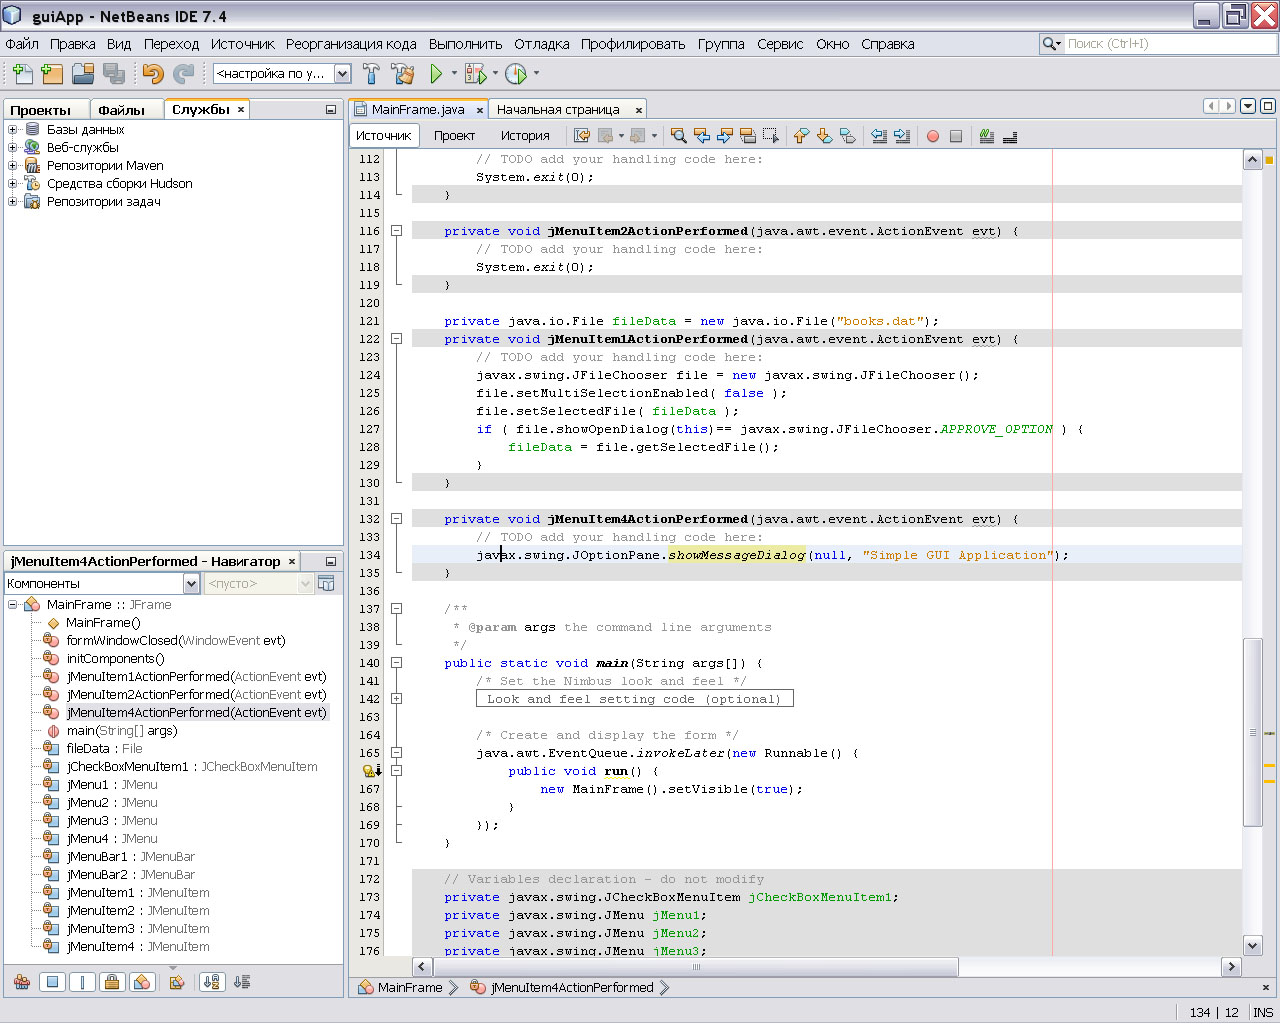 guiApp - NetBeans IDE 7.4
Файл Правка Вид Переход Источник Реорганизация кода Выполнить Отладка Профилировать Группа Сервис Окно Справка
Поиск (Ctrl+I)
<настройка по у...
Проекты Файлы Службы
Базы данных
Веб-службы
Репозитории Maven
Средства сборки Hudson
Репозитории задач
jMenuItem4ActionPerformed - Навигатор
Компоненты <пусто>
MainFrame :: JFrame
MainFrame()
formWindowClosed(WindowEvent evt)
initComponents()
jMenuItem1ActionPerformed(ActionEvent evt)
jMenuItem2ActionPerformed(ActionEvent evt)
jMenuItem4ActionPerformed(ActionEvent evt)
main(String[] args)
fileData : File
jCheckBoxMenuItem1 : JCheckBoxMenuItem
jMenu1 : JMenu
jMenu2 : JMenu
jMenu3 : JMenu
jMenu4 : JMenu
jMenuBar1 : JMenuBar
jMenuBar2 : JMenuBar
jMenuItem1 : JMenuItem
jMenuItem2 : JMenuItem
jMenuItem3 : JMenuItem
jMenuItem4 : JMenuItem
MainFrame.java Начальная страница
Источник Проект История
112 // TODO add your handling code here:
113 System.exit(0);
114 }
115
116 private void jMenuItem2ActionPerformed(java.awt.event.ActionEvent evt) {
117 // TODO add your handling code here:
118 System.exit(0);
119 }
120
121 private java.io.File fileData = new java.io.File("books.dat");
122 private void jMenuItem1ActionPerformed(java.awt.event.ActionEvent evt) {
123 // TODO add your handling code here:
124 javax.swing.JFileChooser file = new javax.swing.JFileChooser();
125 file.setMultiSelectionEnabled( false );
126 file.setSelectedFile( fileData );
127 if ( file.showOpenDialog(this)== javax.swing.JFileChooser.APPROVE_OPTION ) {
128 fileData = file.getSelectedFile();
129 }
130 }
131
132 private void jMenuItem4ActionPerformed(java.awt.event.ActionEvent evt) {
133 // TODO add your handling code here:
134 javax.swing.JOptionPane.showMessageDialog(null, "Simple GUI Application");
135 }
136
137 /**
138 * @param args the command line arguments
139 */
140 public static void main(String args[]) {
141 /* Set the Nimbus look and feel */
142 Look and feel setting code (optional)
163
164 /* Create and display the form */
165 java.awt.EventQueue.invokeLater(new Runnable() {
public void run() {
167 new MainFrame().setVisible(true);
168 }
169 });
170 }
171
172 // Variables declaration - do not modify
173 private javax.swing.JCheckBoxMenuItem jCheckBoxMenuItem1;
174 private javax.swing.JMenu jMenu1;
175 private javax.swing.JMenu jMenu2;
176 private javax.swing.JMenu jMenu3;
MainFrame jMenuItem4ActionPerformed
134 | 12 INS